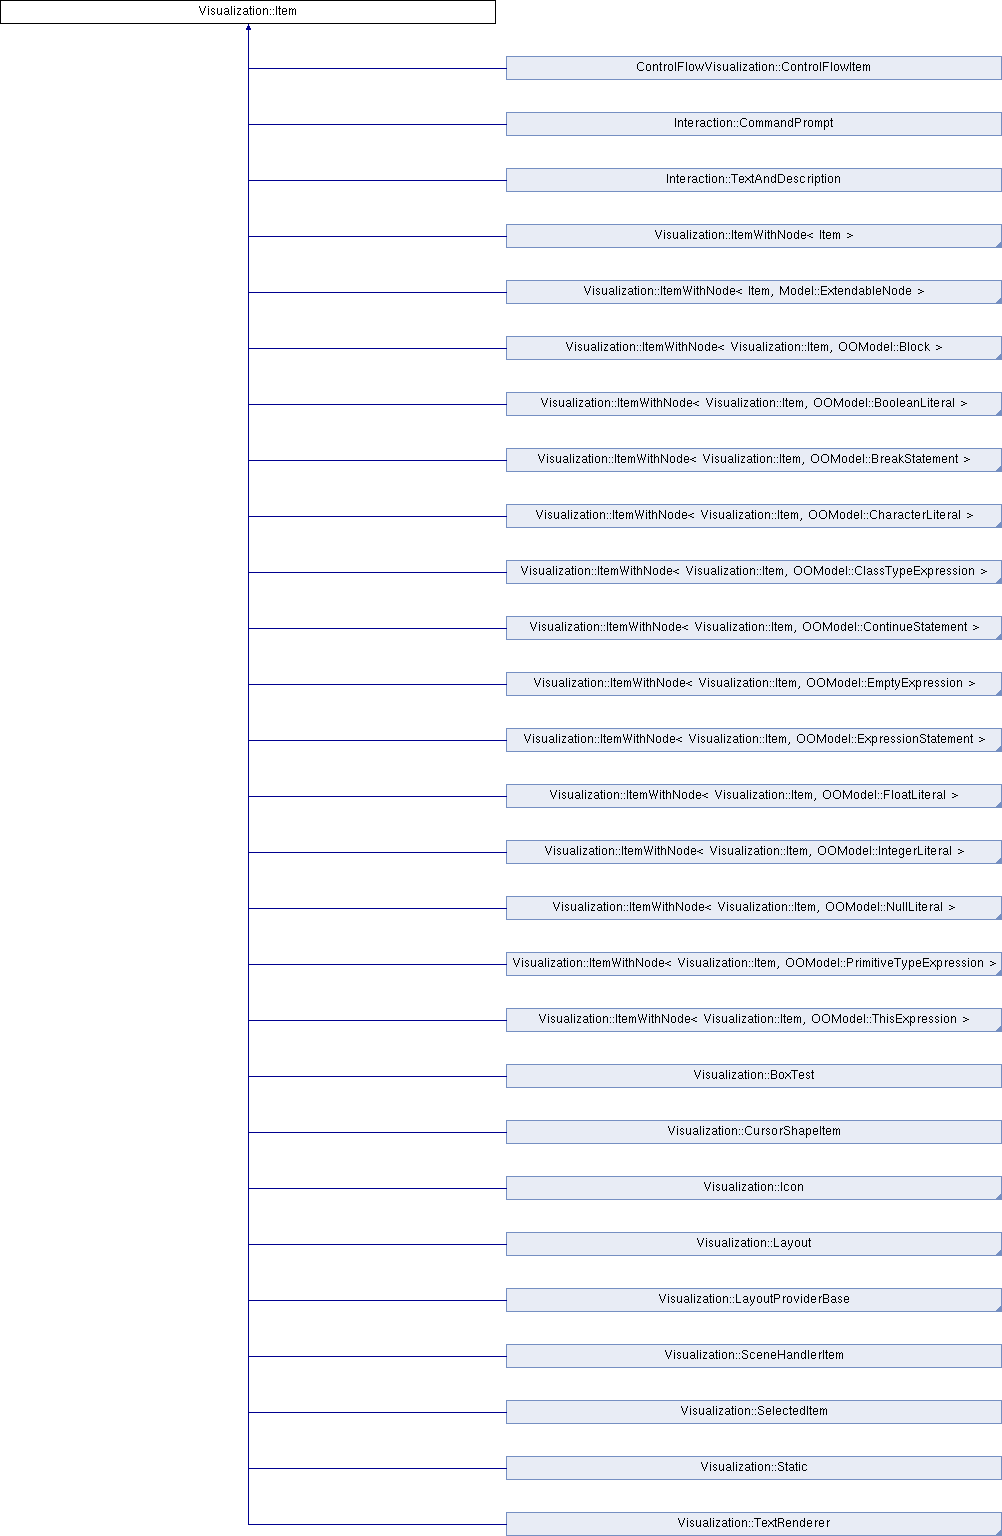 Visualization::Item
ControlFlowVisualization::ControlFlowItem
Interaction::CommandPrompt
Interaction::TextAndDescription
Visualization::ItemWithNode< Item >
Visualization::ItemWithNode< Item, Model::ExtendableNode >
Visualization::ItemWithNode< Visualization::Item, OOModel::Block >
Visualization::ItemWithNode< Visualization::Item, OOModel::BooleanLiteral >
Visualization::ItemWithNode< Visualization::Item, OOModel::BreakStatement >
Visualization::ItemWithNode< Visualization::Item, OOModel::CharacterLiteral >
Visualization::ItemWithNode< Visualization::Item, OOModel::ClassTypeExpression >
Visualization::ItemWithNode< Visualization::Item, OOModel::ContinueStatement >
Visualization::ItemWithNode< Visualization::Item, OOModel::EmptyExpression >
Visualization::ItemWithNode< Visualization::Item, OOModel::ExpressionStatement >
Visualization::ItemWithNode< Visualization::Item, OOModel::FloatLiteral >
Visualization::ItemWithNode< Visualization::Item, OOModel::IntegerLiteral >
Visualization::ItemWithNode< Visualization::Item, OOModel::NullLiteral >
Visualization::ItemWithNode< Visualization::Item, OOModel::PrimitiveTypeExpression >
Visualization::ItemWithNode< Visualization::Item, OOModel::ThisExpression >
Visualization::BoxTest
Visualization::CursorShapeItem
Visualization::Icon
Visualization::Layout
Visualization::LayoutProviderBase
Visualization::SceneHandlerItem
Visualization::SelectedItem
Visualization::Static
Visualization::TextRenderer